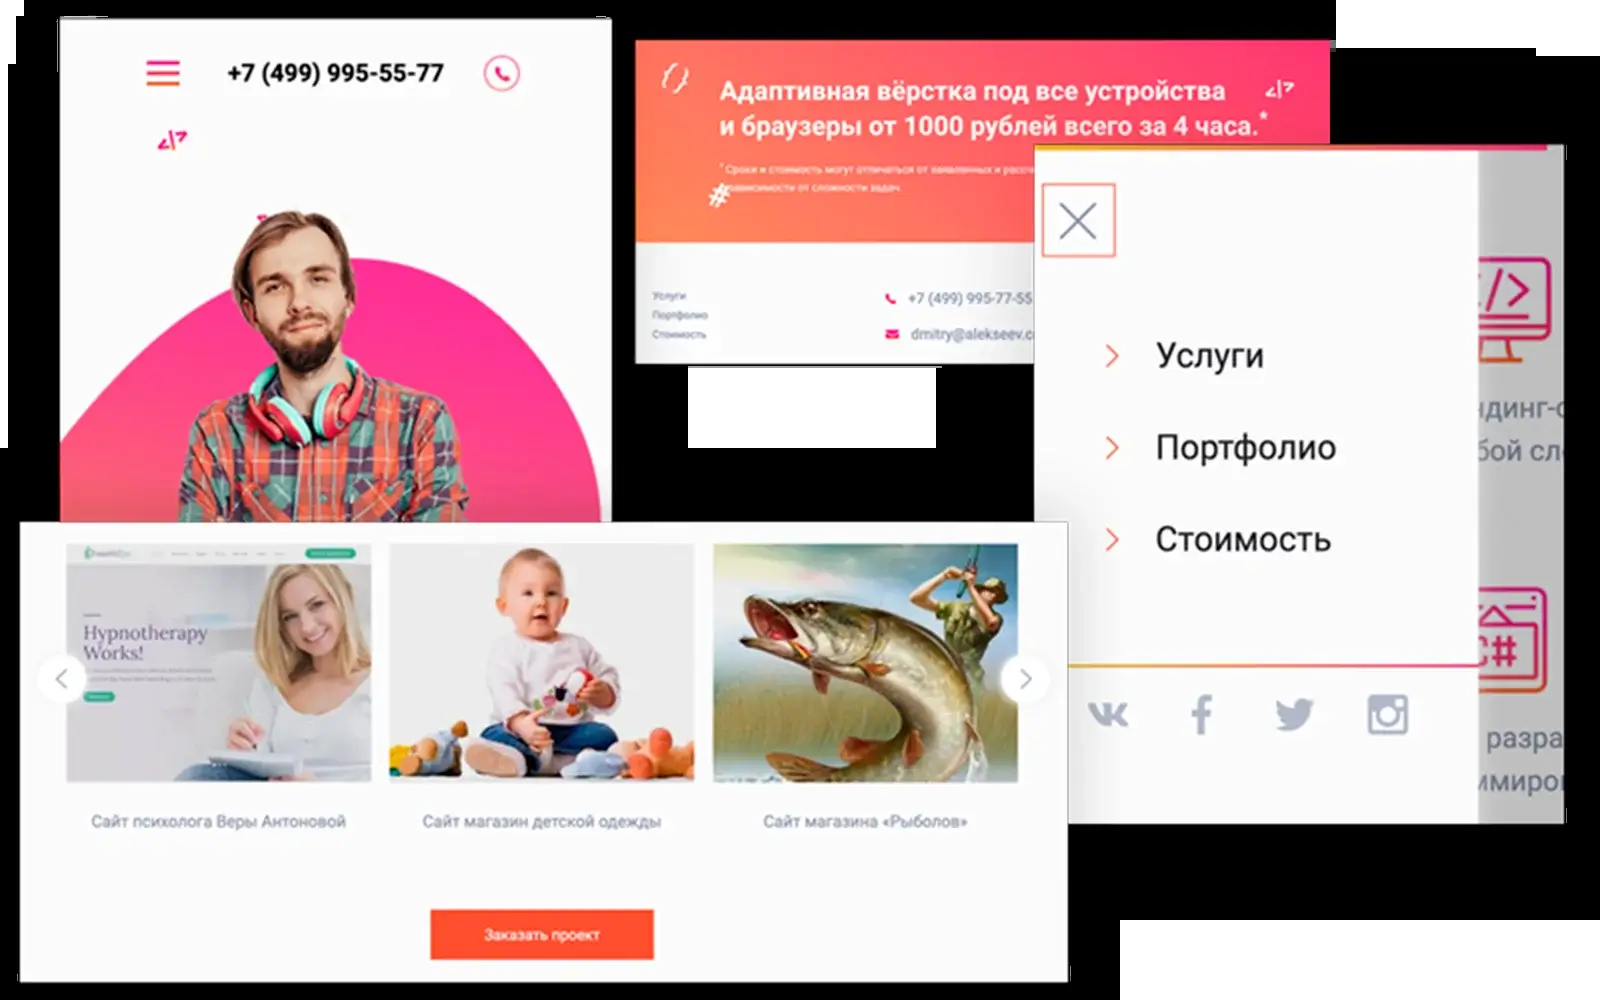 +7 (499) 995-55-77
Адаптивная вёрстка под все устройства
и браузеры от 1000 рублей всего за 4 часа.*
* Сроки и стоимость могут отличаться от заявленных и рассч
зависимости от сложности задач.
Услуги
Портфолио
Стоимость
+7 (499) 995-77-55
dmitry@alekseev.c
Услуги
Портфолио
Стоимость
ндинг-с
бой сл
C#
разра
ммиро
Hypnotherapy
Works!
Сайт психолога Веры Антоновой
Сайт магазин детской одежды
Сайт магазина «Рыболов»
Заказать проект